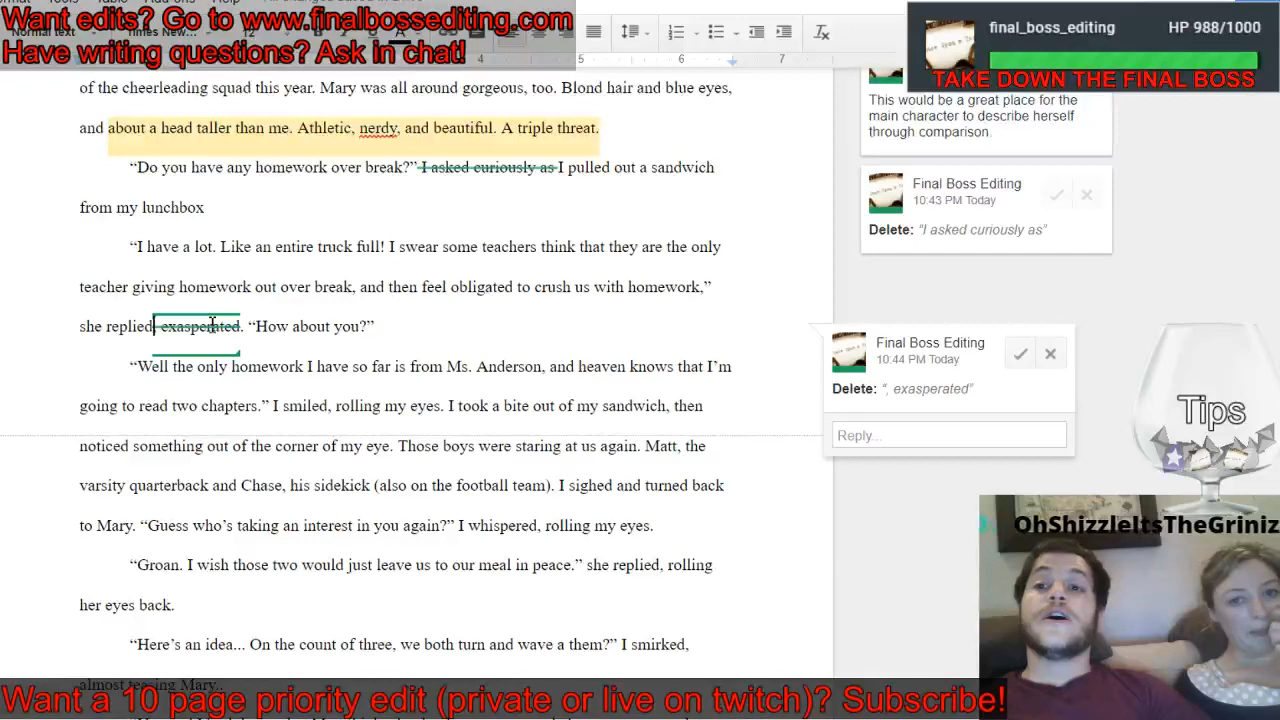 Want edits? Go to www.finalbossediting.com
Have writing questions? Ask in chat!
final_boss_editing HP 988/1000
TAKE DOWN THE FINAL BOSS
4 5 6 7
of the cheerleading squad this year. Mary was all around gorgeous, too. Blond hair and blue eyes,
and about a head taller than me. Athletic, nerdy, and beautiful. A triple threat.
“Do you have any homework over break?” I asked curiously as I pulled out a sandwich
from my lunchbox
“I have a lot. Like an entire truck full! I swear some teachers think that they are the only
teacher giving homework out over break, and then feel obligated to crush us with homework,”
she replied, exasperated. “How about you?”
“Well the only homework I have so far is from Ms. Anderson, and heaven knows that I’m
going to read two chapters.” I smiled, rolling my eyes. I took a bite out of my sandwich, then
noticed something out of the corner of my eye. Those boys were staring at us again. Matt, the
varsity quarterback and Chase, his sidekick (also on the football team). I sighed and turned back
to Mary. “Guess who’s taking an interest in you again?” I whispered, rolling my eyes.
“Groan. I wish those two would just leave us to our meal in peace.” she replied, rolling
her eyes back.
“Here’s an idea... On the count of three, we both turn and wave a them?” I smirked,
almost teasing Mary..
This would be a great place for the
main character to describe herself
through comparison.
Final Boss Editing
10:43 PM Today
Delete: “I asked curiously as”
Final Boss Editing
10:44 PM Today
Delete: “, exasperated”
Reply...
Tips
OhShizzleItsTheGriniz
Want a 10 page priority edit (private or live on twitch)? Subscribe!